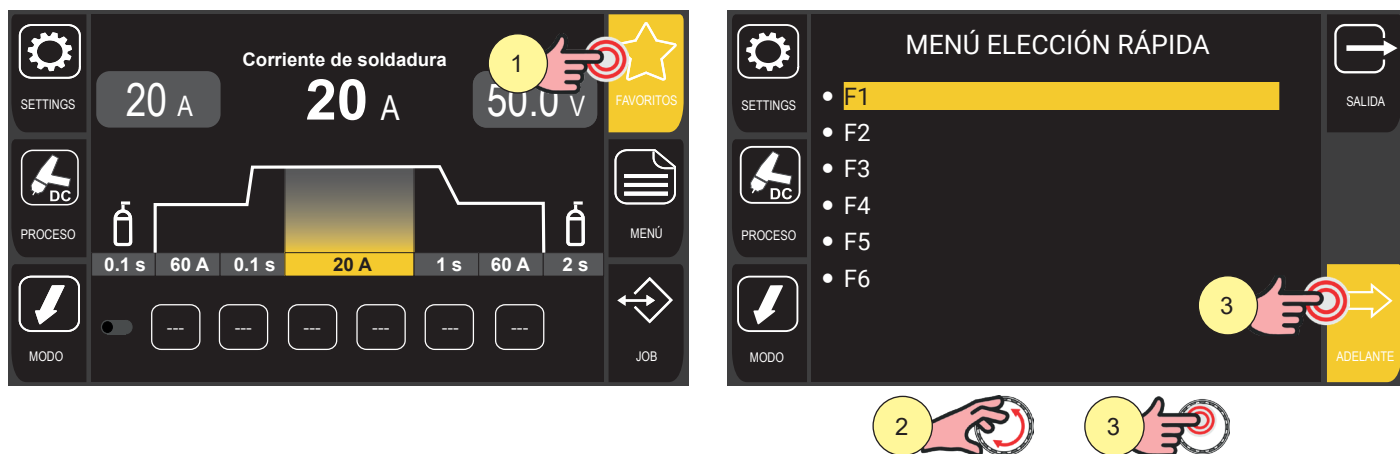 SETTINGS
PROCESO
DC
MODO
Corriente de soldadura
20 A
20 A
50.0 V
1
FAVORITOS
MENÚ
JOB
0.1 s 60 A 0.1 s 20 A 1 s 60 A 2 s
--- --- --- --- --- ---
SETTINGS
PROCESO
DC
MODO
MENÚ ELECCIÓN RÁPIDA
• F1
• F2
• F3
• F4
• F5
• F6
SALIDA
3
ADELANTE
2
3